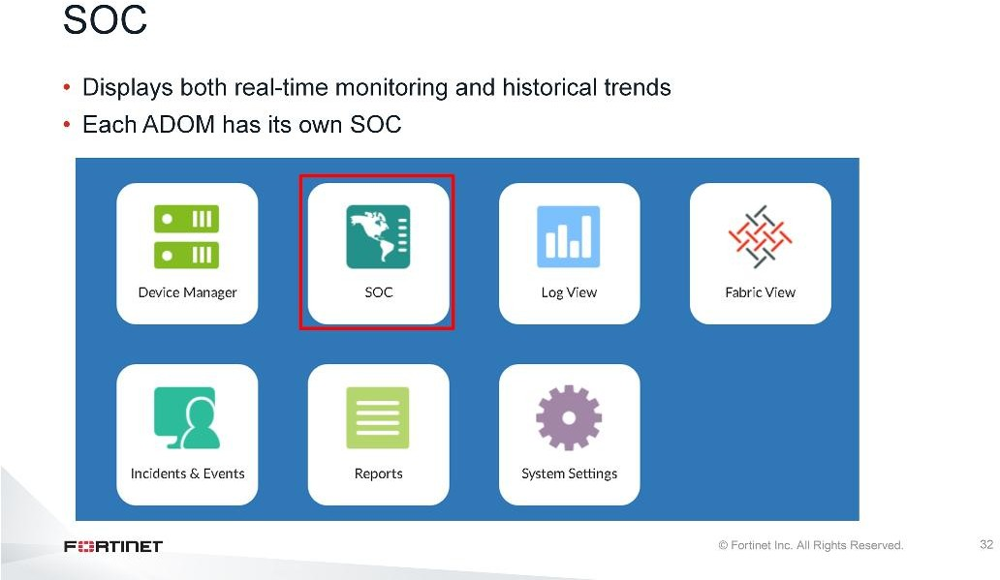 SOC
• Displays both real-time monitoring and historical trends
• Each ADOM has its own SOC
Device Manager
SOC
Log View
Fabric View
Incidents & Events
Reports
System Settings
FORTINET
© Fortinet Inc. All Rights Reserved.
32